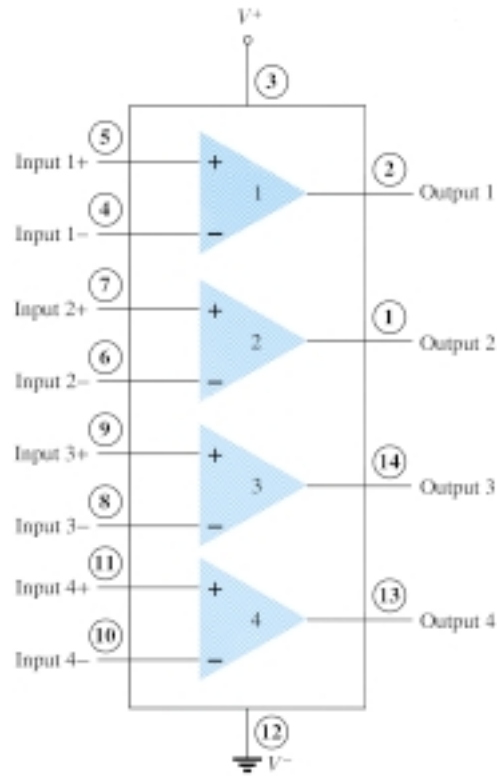 V+
3
5
Input 1+
+
1
2
Output 1
4
Input 1−
−
7
Input 2+
+
2
1
Output 2
6
Input 2−
−
9
Input 3+
+
3
14
Output 3
8
Input 3−
−
11
Input 4+
+
4
13
Output 4
10
Input 4−
−
12
V−